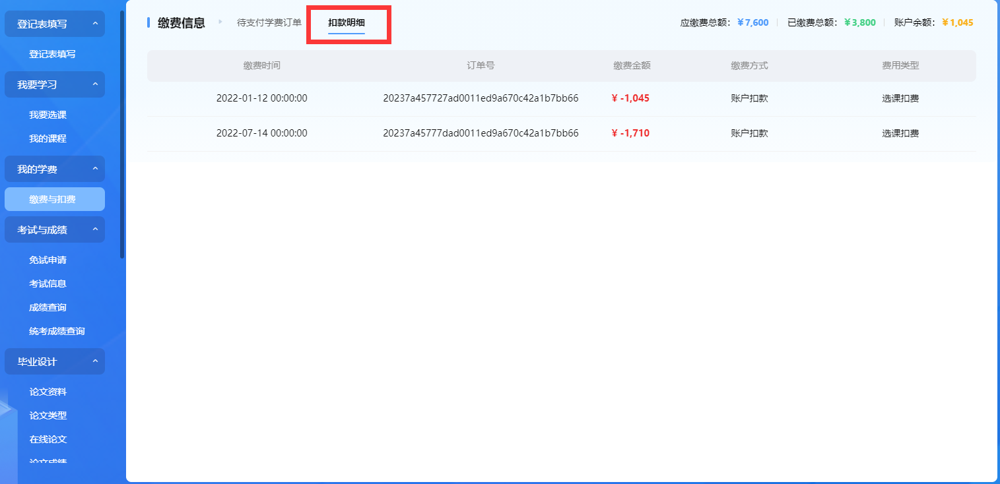 登记表填写
登记表填写
我要学习
我要选课
我的课程
我的学费
缴费与扣费
考试与成绩
免试申请
考试信息
成绩查询
统考成绩查询
毕业设计
论文资料
论文类型
在线论文
论文成绩
缴费信息 待支付学费订单 扣款明细 应缴费总额: ¥7,600 已缴费总额: ¥3,800 账户余额: ¥1,045
缴费时间 订单号 缴费金额 缴费方式 费用类型
2022-01-12 00:00:00 20237a457727ad0011ed9a670c42a1b7bb66 ¥ -1,045 账户扣款 选课扣费
2022-07-14 00:00:00 20237a45777dad0011ed9a670c42a1b7bb66 ¥ -1,710 账户扣款 选课扣费